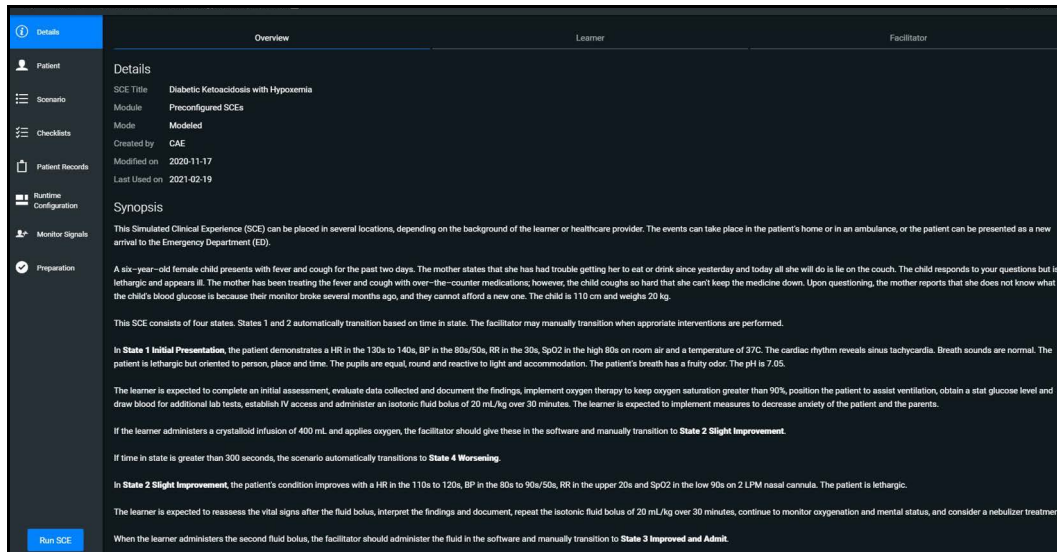 Details
Patient
Scenario
Checklists
Patient Records
Runtime
Configuration
Monitor Signals
Preparation
Run SCE
Overview
Learner
Facilitator
Details
SCE Title Diabetic Ketoacidosis with Hypoxemia
Module Preconfigured SCEs
Mode Modeled
Created by CAE
Modified on 2020-11-17
Last Used on 2021-02-19
Synopsis
This Simulated Clinical Experience (SCE) can be placed in several locations, depending on the background of the learner or healthcare provider. The events can take place in the patient's home or in an ambulance, or the patient can be presented as a new
arrival to the Emergency Department (ED).
A six–year–old female child presents with fever and cough for the past two days. The mother states that she has had trouble getting her to eat or drink since yesterday and today all she will do is lie on the couch. The child responds to your questions but is
lethargic and appears ill. The mother has been treating the fever and cough with over–the–counter medications; however, the child coughs so hard that she can't keep the medicine down. Upon questioning, the mother reports that she does not know what
the child's blood glucose is because their monitor broke several months ago, and they cannot afford a new one. The child is 110 cm and weighs 20 kg.
This SCE consists of four states. States 1 and 2 automatically transition based on time in state. The facilitator may manually transition when approriate interventions are performed.
In State 1 Initial Presentation, the patient demonstrates a HR in the 130s to 140s, BP in the 80s/50s, RR in the 30s, SpO2 in the high 80s on room air and a temperature of 37C. The cardiac rhythm reveals sinus tachycardia. Breath sounds are normal. The
patient is lethargic but oriented to person, place and time. The pupils are equal, round and reactive to light and accommodation. The patient's breath has a fruity odor. The pH is 7.05.
The learner is expected to complete an initial assessment, evaluate data collected and document the findings, implement oxygen therapy to keep oxygen saturation greater than 90%, position the patient to assist ventilation, obtain a stat glucose level and
draw blood for additional lab tests, establish IV access and administer an isotonic fluid bolus of 20 mL/kg over 30 minutes. The learner is expected to implement measures to decrease anxiety of the patient and the parents.
If the learner administers a crystalloid infusion of 400 mL and applies oxygen, the facilitator should give these in the software and manually transition to State 2 Slight Improvement.
If time in state is greater than 300 seconds, the scenario automatically transitions to State 4 Worsening.
In State 2 Slight Improvement, the patient's condition improves with a HR in the 110s to 120s, BP in the 80s to 90s/50s, RR in the upper 20s and SpO2 in the low 90s on 2 LPM nasal cannula. The patient is lethargic.
The learner is expected to reassess the vital signs after the fluid bolus, interpret the findings and document, repeat the isotonic fluid bolus of 20 mL/kg over 30 minutes, continue to monitor oxygenation and mental status, and consider a nebulizer treatmen
When the learner administers the second fluid bolus, the facilitator should administer the fluid in the software and manually transition to State 3 Improved and Admit.